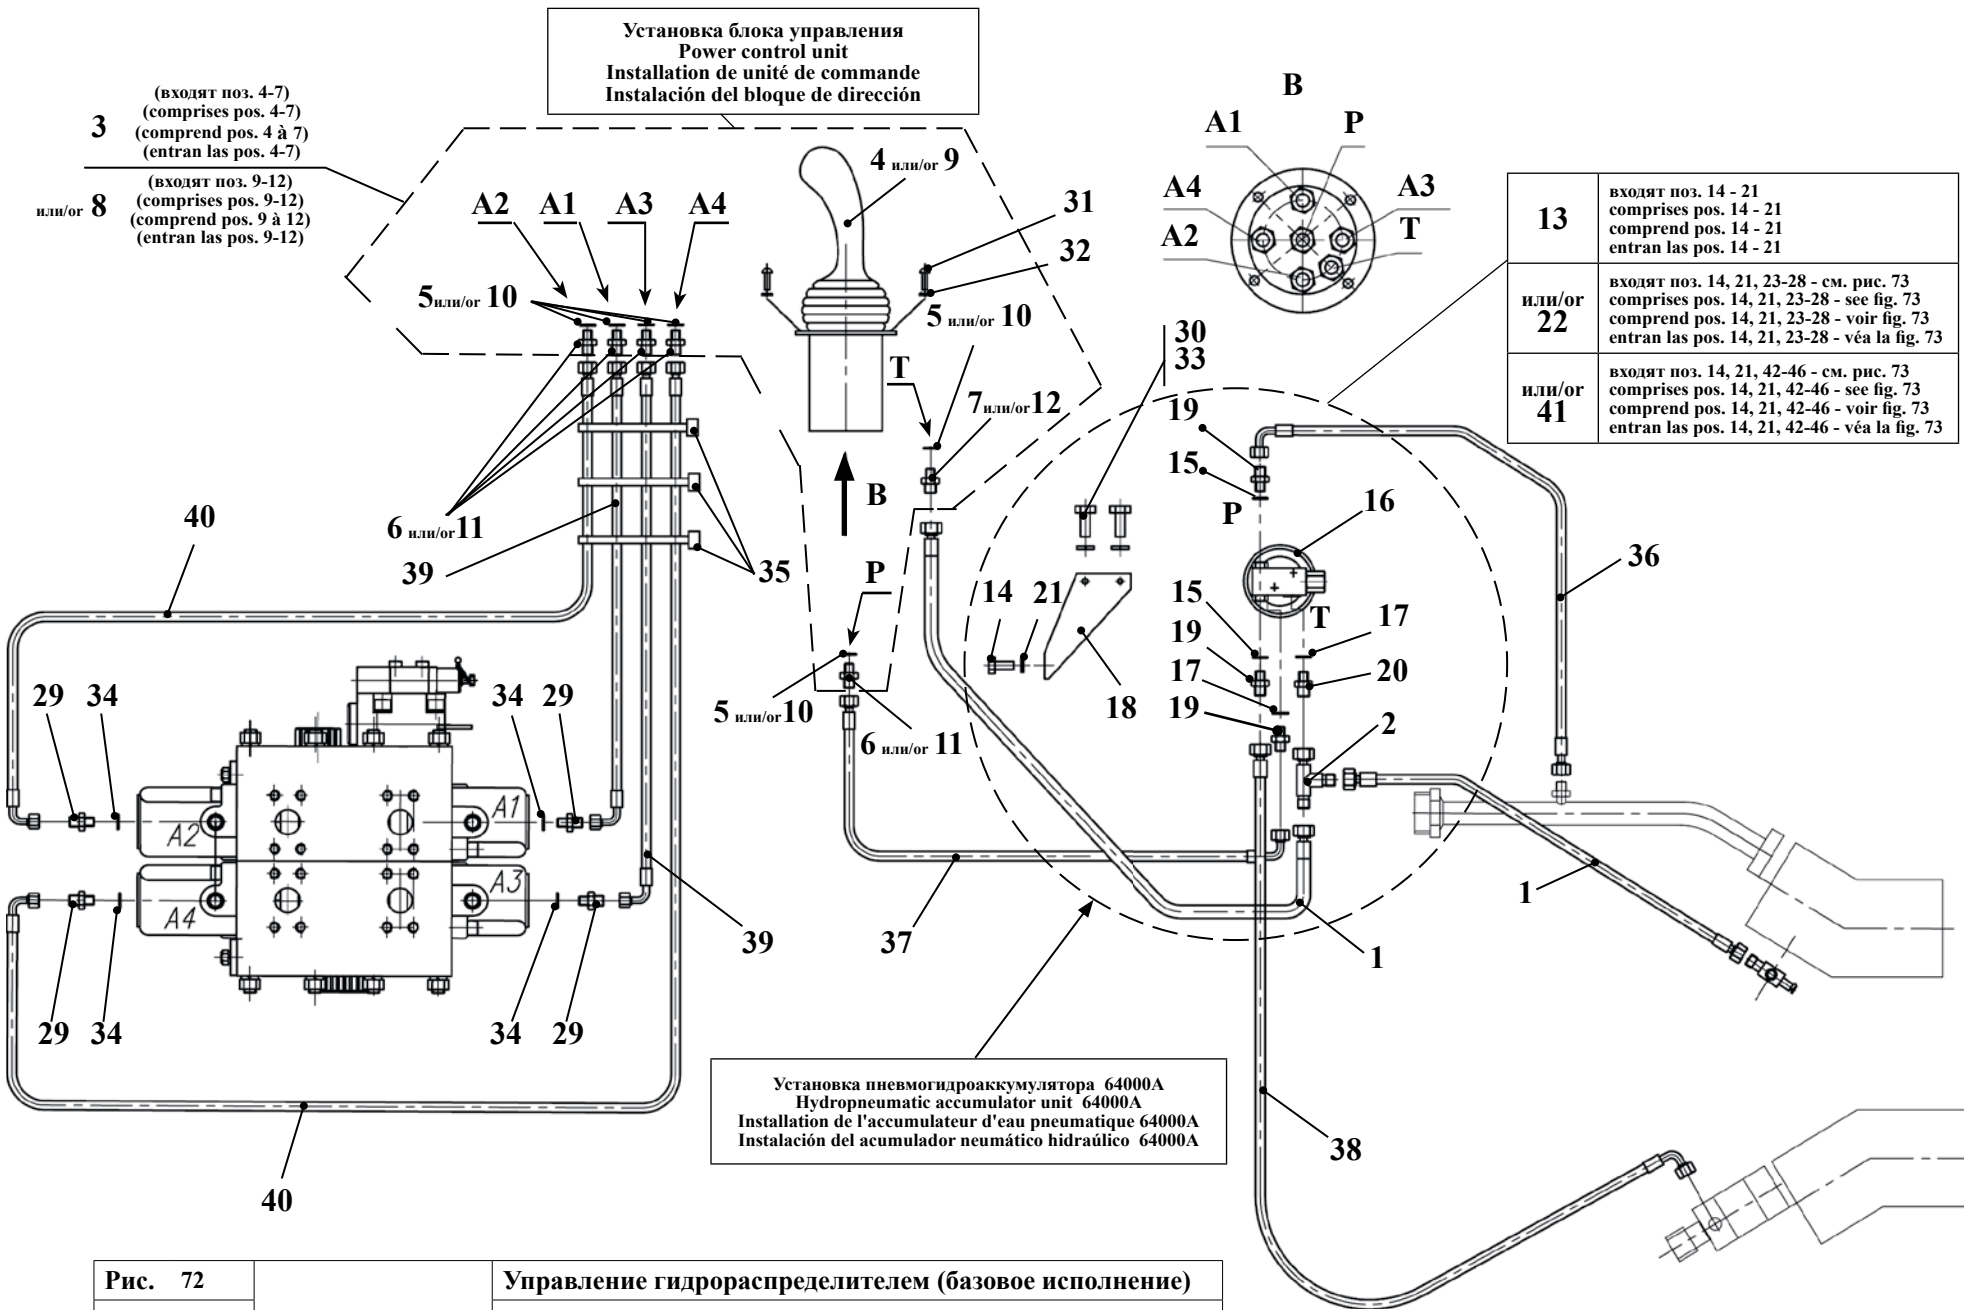 Установка блока управления
Power control unit
Installation de unité de commande
Instalación del bloque de dirección
3
(входят поз. 4-7)
(comprises pos. 4-7)
(comprend pos. 4 à 7)
(entran las pos. 4-7)
или/or 8
(входят поз. 9-12)
(comprises pos. 9-12)
(comprend pos. 9 à 12)
(entran las pos. 9-12)
B
A1
P
A4
A3
A2
T
13
входят поз. 14 - 21
comprises pos. 14 - 21
comprend pos. 14 - 21
entran las pos. 14 - 21
или/or
22
входят поз. 14, 21, 23-28 - см. рис. 73
comprises pos. 14, 21, 23-28 - see fig. 73
comprend pos. 14, 21, 23-28 - voir fig. 73
entran las pos. 14, 21, 23-28 - véa la fig. 73
или/or
41
входят поз. 14, 21, 42-46 - см. рис. 73
comprises pos. 14, 21, 42-46 - see fig. 73
comprend pos. 14, 21, 42-46 - voir fig. 73
entran las pos. 14, 21, 42-46 - véa la fig. 73
4 или/or 9
31
32
A2 A1 A3 A4
5 или/or 10
5 или/or 10
T
7 или/or 12
30
33
19
15
P
16
36
B
6 или/or 11
39
35
40
P
14
21
18
15
19
17
19
T
17
20
2
5 или/or 10
6 или/or 11
29
34
34
29
A2
A1
A4
A3
29
34
34
29
39
37
1
1
40
38
Установка пневмогидроаккумулятора 64000А
Hydropneumatic accumulator unit 64000A
Installation de l'accumulateur d'eau pneumatique 64000A
Instalación del acumulador neumático hidraúlico 64000A
Рис. 72
Управление гидрораспределителем (базовое исполнение)